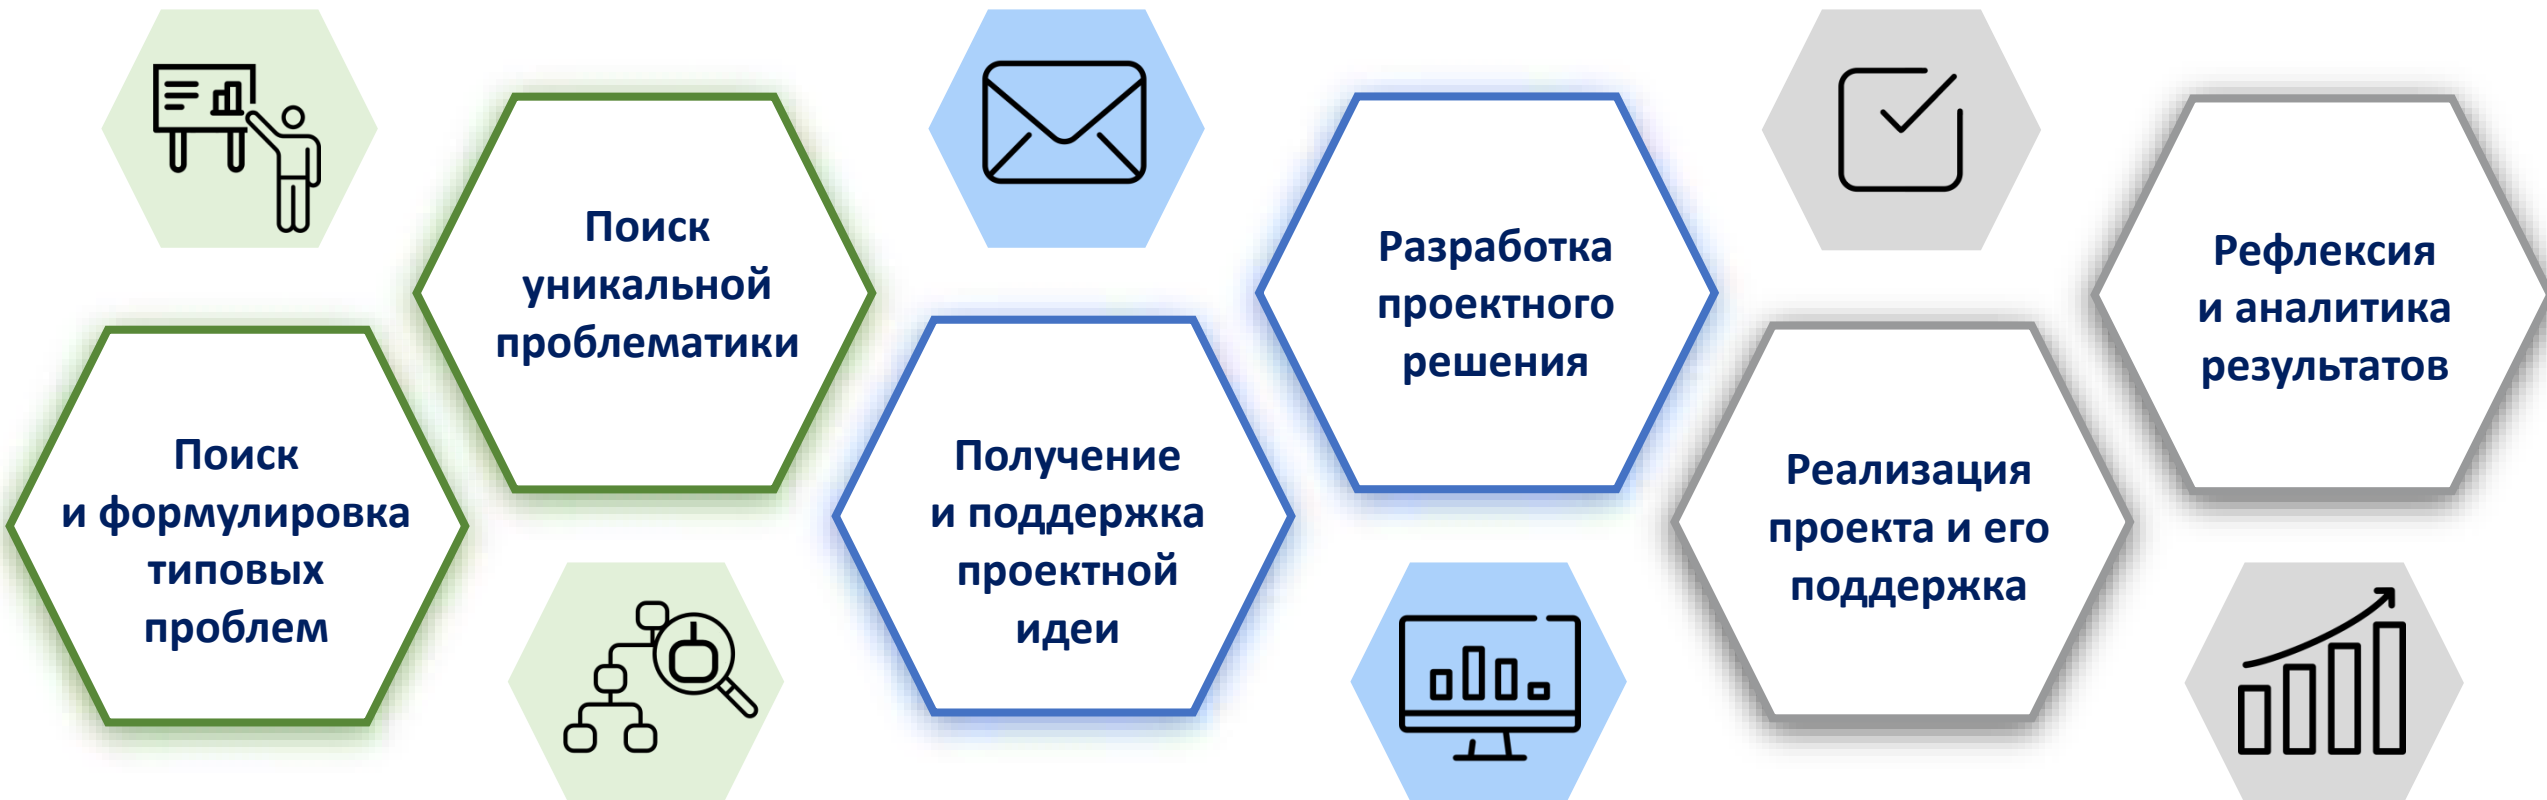 Поиск
и формулировка
типовых
проблем
Поиск
уникальной
проблематики
Получение
и поддержка
проектной
идеи
Разработка
проектного
решения
Реализация
проекта и его
поддержка
Рефлексия
и аналитика
результатов